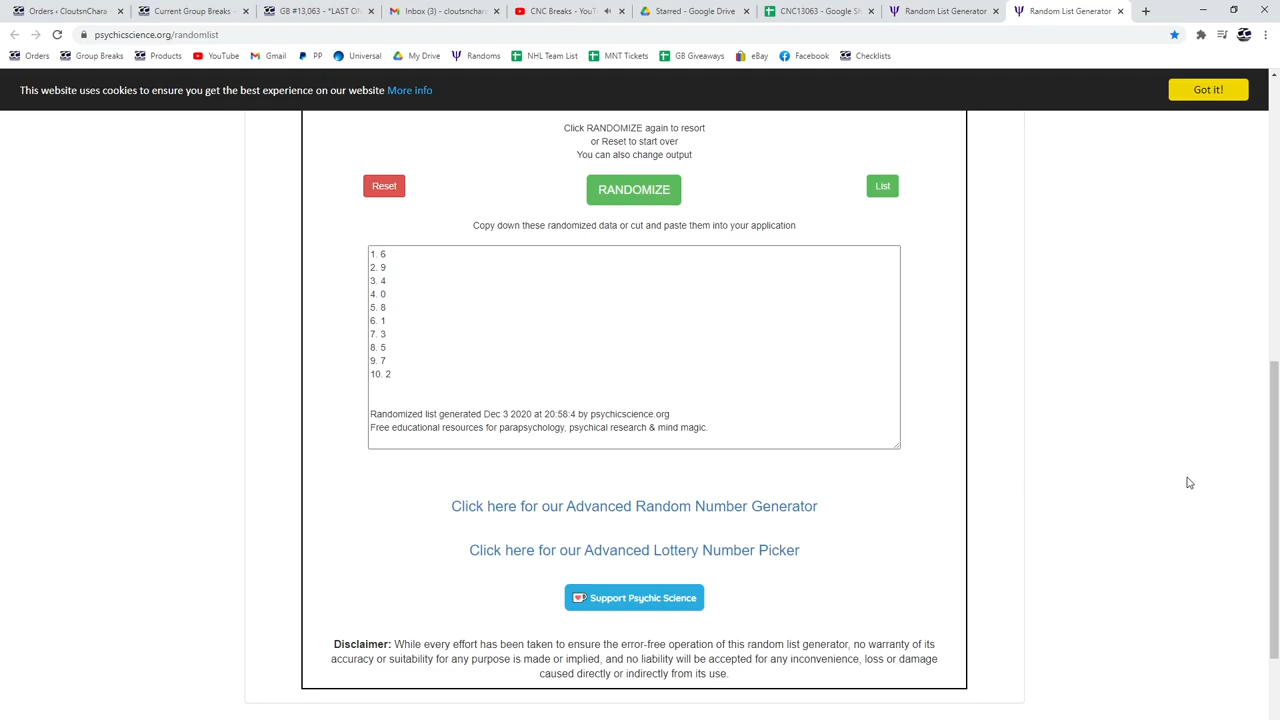 Orders ‹ CloutsnChara
Current Group Breaks –
GB #13,063 - *LAST ON
Inbox (3) - cloutsnchara
CNC Breaks - YouTu
Starred - Google Drive
CNC13063 - Google Sh
Random List Generator
Random List Generator
psychicscience.org/randomlist
Orders
Group Breaks
Products
YouTube
Gmail
PP
Universal
My Drive
Randoms
NHL Team List
MNT Tickets
GB Giveaways
eBay
Facebook
Checklists
This website uses cookies to ensure you get the best experience on our website More info
Got it!
Click RANDOMIZE again to resort
or Reset to start over
You can also change output
Reset
RANDOMIZE
List
Copy down these randomized data or cut and paste them into your application
1. 6
2. 9
3. 4
4. 0
5. 8
6. 1
7. 3
8. 5
9. 7
10. 2
Randomized list generated Dec 3 2020 at 20:58:4 by psychicscience.org
Free educational resources for parapsychology, psychical research & mind magic.
Click here for our Advanced Random Number Generator
Click here for our Advanced Lottery Number Picker
Support Psychic Science
Disclaimer: While every effort has been taken to ensure the error-free operation of this random list generator, no warranty of its
accuracy or suitability for any purpose is made or implied, and no liability will be accepted for any inconvenience, loss or damage
caused directly or indirectly from its use.